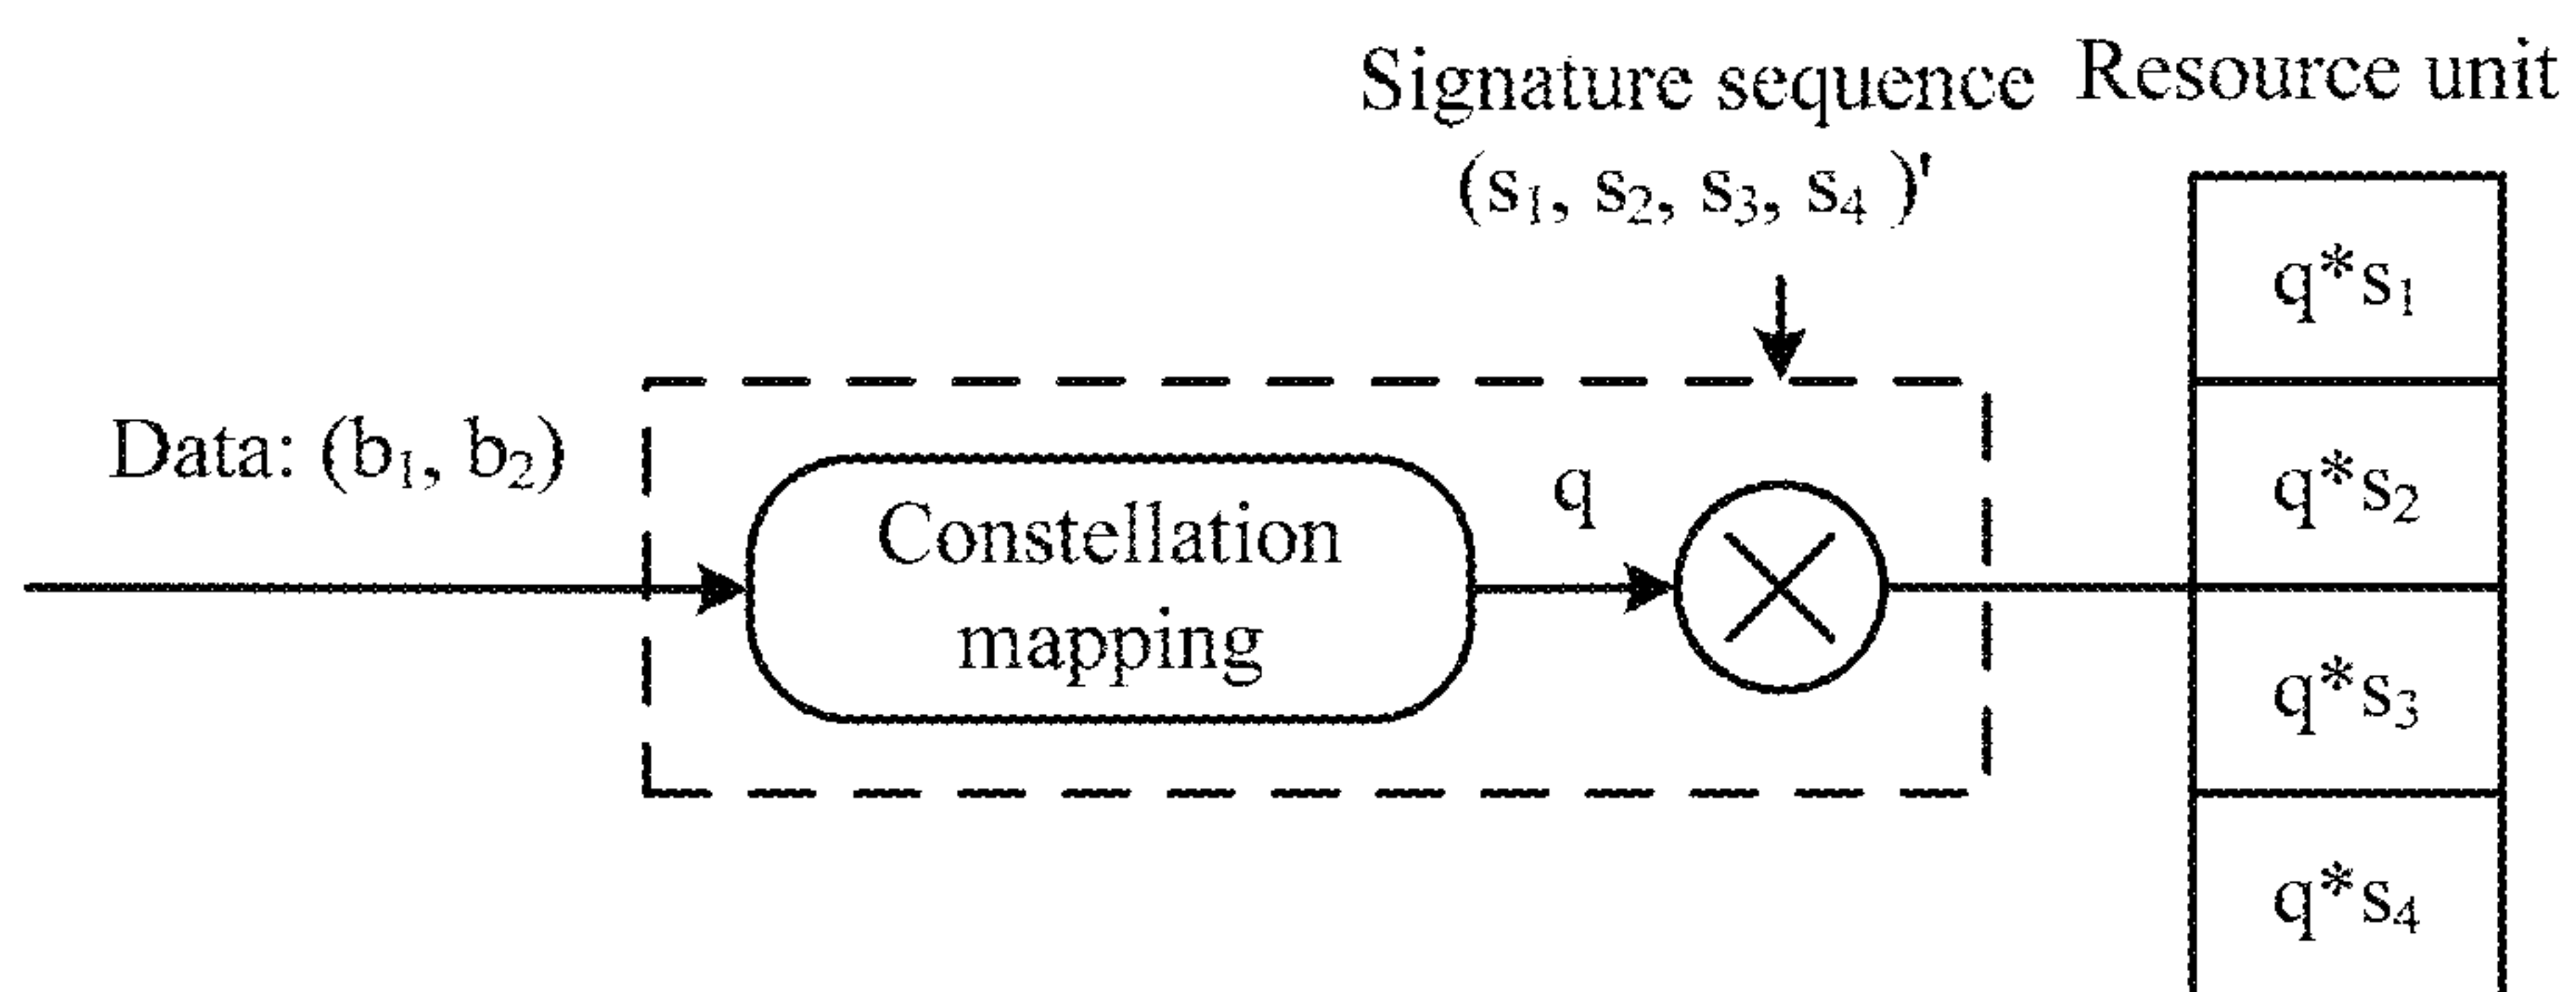 Signature sequence
(s₁, s₂, s₃, s₄ )'
Resource unit
Data: (b₁, b₂)
Constellation
mapping
q
q*s₁
q*s₂
q*s₃
q*s₄